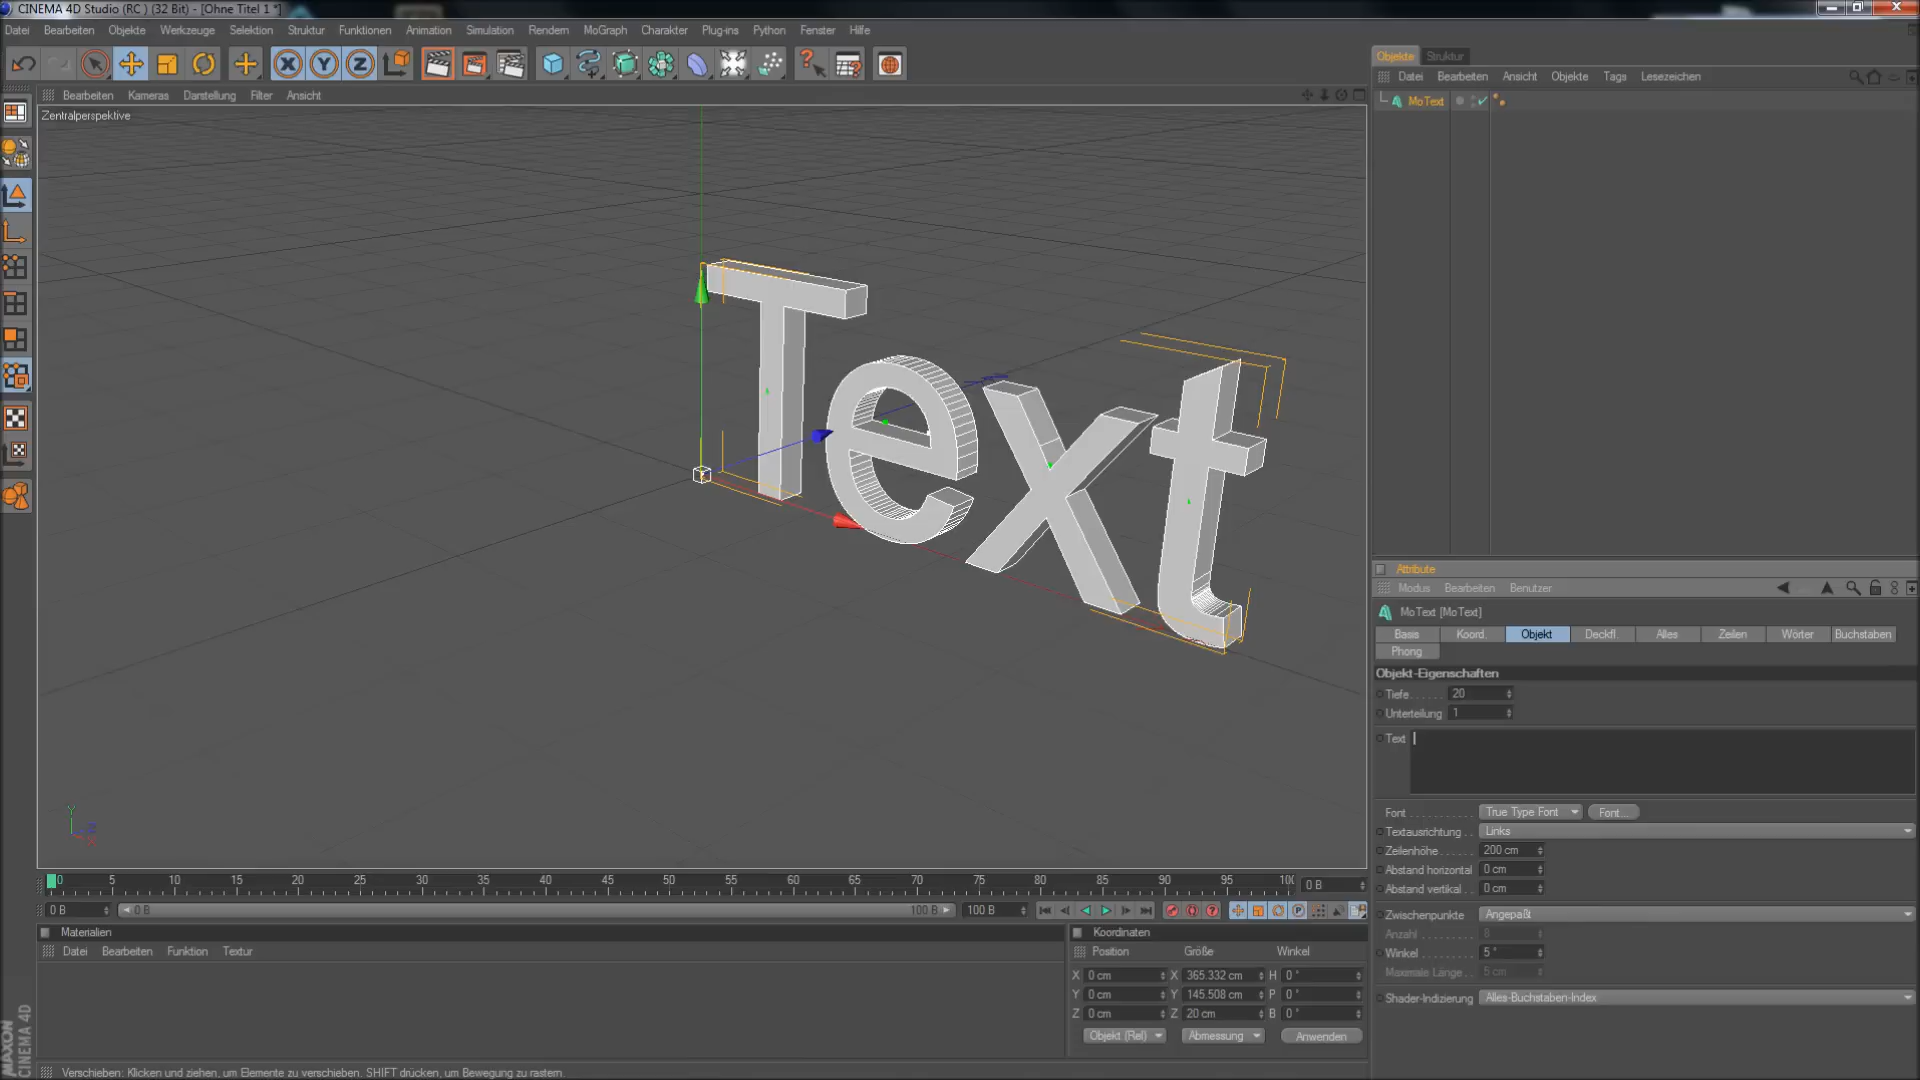 CINEMA 4D Studio (RC ) (32 Bit) - [Ohne Titel 1 *]
Datei Bearbeiten Objekte Werkzeuge Selektion Struktur Funktionen Animation Simulation Rendern MoGraph Charakter Plug-ins Python Fenster Hilfe
X Y Z
Objekte Struktur
Datei Bearbeiten Ansicht Objekte Tags Lesezeichen
MoText
Bearbeiten Kameras Darstellung Filter Ansicht
Zentralperspektive
Text
Y
Z
X
Attribute
Modus Bearbeiten Benutzer
MoText [MoText]
Basis Koord. Objekt Deckfl. Alles Zeilen Wörter Buchstaben
Phong
Objekt-Eigenschaften
Tiefe 20
Unterteilung 1
Text
Font True Type Font Font...
Textausrichtung Links
Zeilenhöhe 200 cm
Abstand horizontal 0 cm
Abstand vertikal 0 cm
Zwischenpunkte Angepaßt
Anzahl 8
Winkel 5 °
Maximale Länge 5 cm
Shader-Indizierung Alles-Buchstaben-Index
0 5 10 15 20 25 30 35 40 45 50 55 60 65 70 75 80 85 90 95 100 0 B
0 B 0 B 100 B 100 B
Materialien
Datei Bearbeiten Funktion Textur
Koordinaten
Position Größe Winkel
X 0 cm X 365.332 cm H 0 °
Y 0 cm Y 145.508 cm P 0 °
Z 0 cm Z 20 cm B 0 °
Objekt (Rel) Abmessung Anwenden
MAXON CINEMA 4D
Verschieben: Klicken und ziehen, um Elemente zu verschieben. SHIFT drücken, um Bewegung zu rastern.